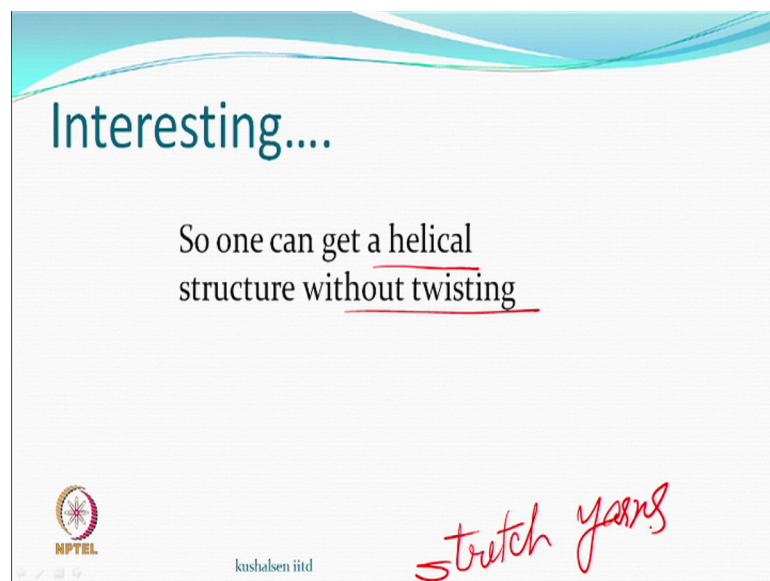 Interesting....
So one can get a helical
structure without twisting
stretch yarns
NPTEL
kushalsen iitd